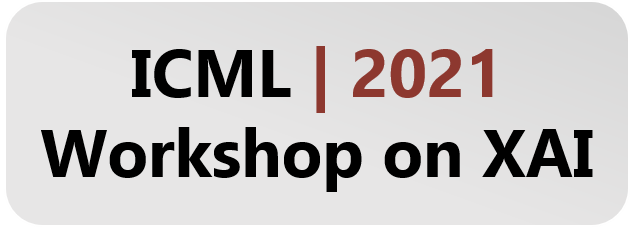 ICML | 2021
Workshop on XAI